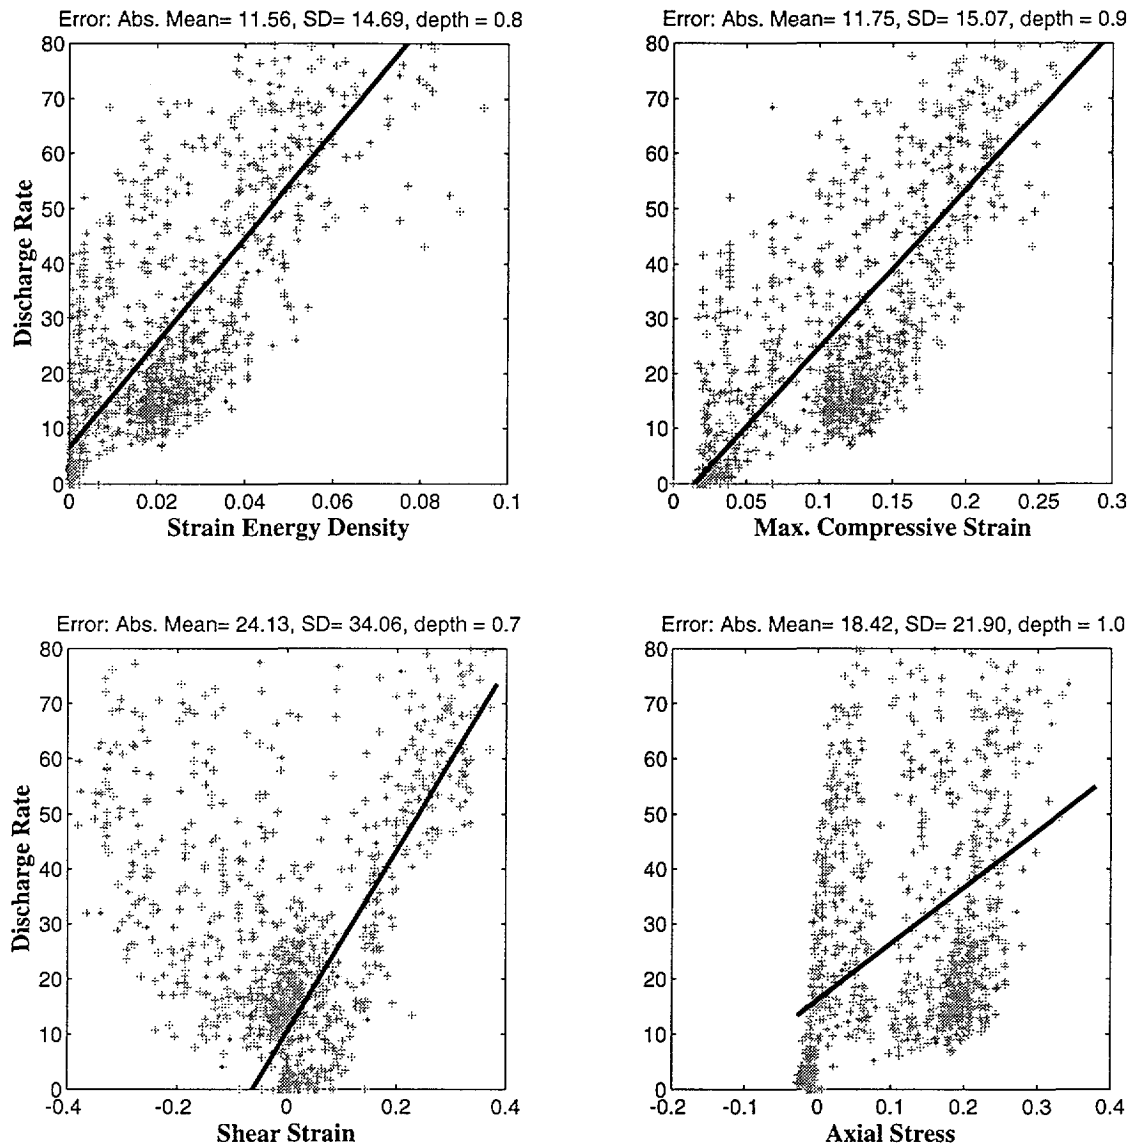 Error: Abs. Mean= 11.56, SD= 14.69, depth = 0.8
80
70
60
50
40
30
20
10
0
Discharge Rate
0 0.02 0.04 0.06 0.08 0.1
Strain Energy Density
Error: Abs. Mean= 11.75, SD= 15.07, depth = 0.9
80
70
60
50
40
30
20
10
0
0 0.05 0.1 0.15 0.2 0.25 0.3
Max. Compressive Strain
Error: Abs. Mean= 24.13, SD= 34.06, depth = 0.7
80
70
60
50
40
30
20
10
0
Discharge Rate
-0.4 -0.2 0 0.2 0.4
Shear Strain
Error: Abs. Mean= 18.42, SD= 21.90, depth = 1.0
80
70
60
50
40
30
20
10
0
-0.2 -0.1 0 0.1 0.2 0.3 0.4
Axial Stress